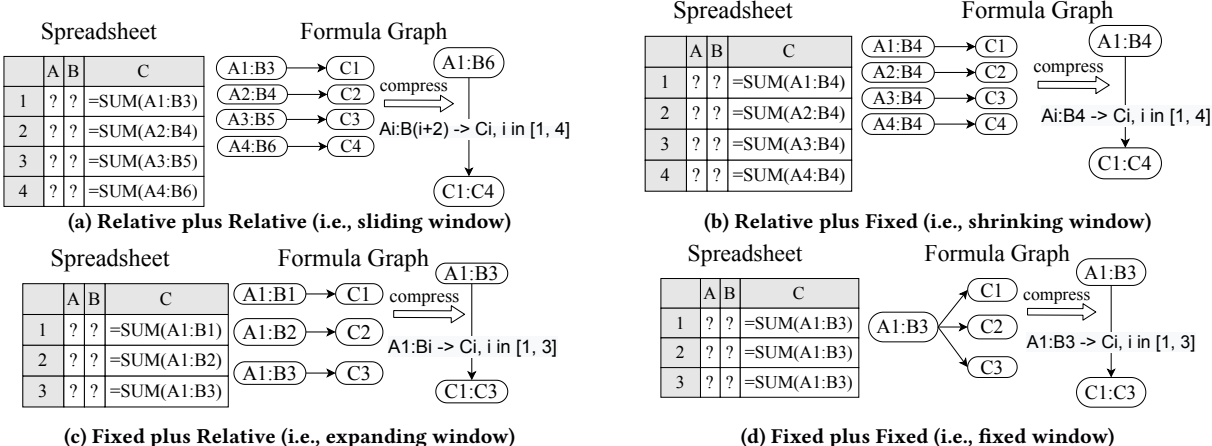 Spreadsheet
Formula Graph
A B C
1 ? ? =SUM(A1:B3)
2 ? ? =SUM(A2:B4)
3 ? ? =SUM(A3:B5)
4 ? ? =SUM(A4:B6)
A1:B3 C1
A2:B4 C2
A3:B5 C3
A4:B6 C4
compress
A1:B6
Ai:B(i+2) -> Ci, i in [1, 4]
C1:C4
(a) Relative plus Relative (i.e., sliding window)
Spreadsheet
Formula Graph
A B C
1 ? ? =SUM(A1:B4)
2 ? ? =SUM(A2:B4)
3 ? ? =SUM(A3:B4)
4 ? ? =SUM(A4:B4)
A1:B4 C1
A2:B4 C2
A3:B4 C3
A4:B4 C4
compress
A1:B4
Ai:B4 -> Ci, i in [1, 4]
C1:C4
(b) Relative plus Fixed (i.e., shrinking window)
Spreadsheet
Formula Graph
A B C
1 ? ? =SUM(A1:B1)
2 ? ? =SUM(A1:B2)
3 ? ? =SUM(A1:B3)
A1:B1 C1
A1:B2 C2
A1:B3 C3
compress
A1:B3
A1:Bi -> Ci, i in [1, 3]
C1:C3
(c) Fixed plus Relative (i.e., expanding window)
Spreadsheet
Formula Graph
A B C
1 ? ? =SUM(A1:B3)
2 ? ? =SUM(A1:B3)
3 ? ? =SUM(A1:B3)
A1:B3
C1
C2
C3
compress
A1:B3
A1:B3 -> Ci, i in [1, 3]
C1:C3
(d) Fixed plus Fixed (i.e., fixed window)